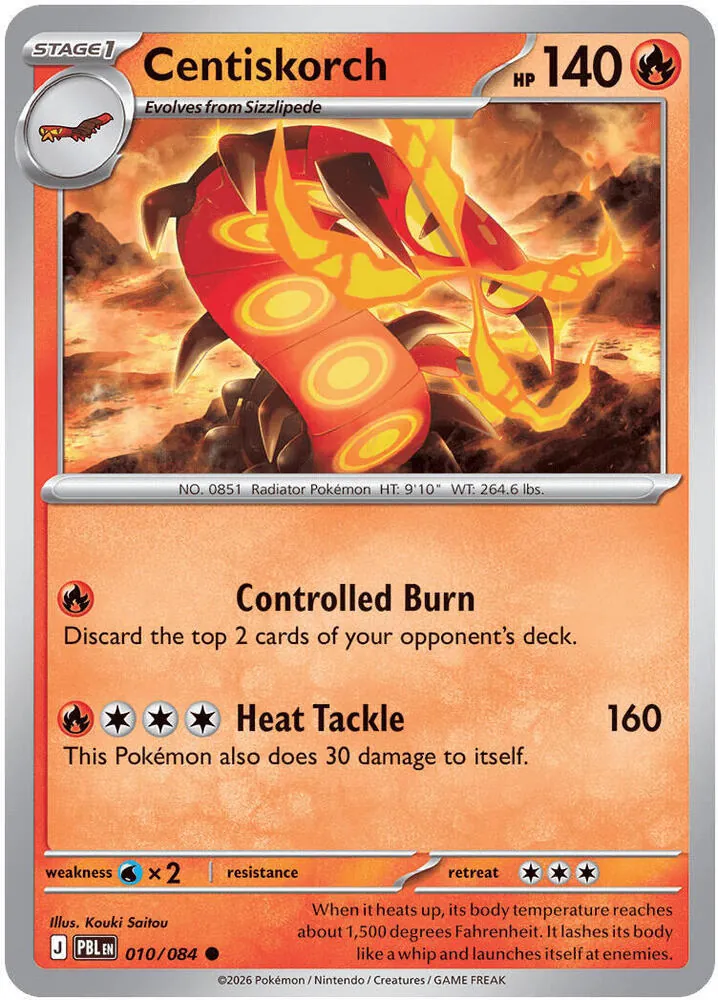 STAGE1
Centiskorch
HP 140
Evolves from Sizzlipede
NO. 0851 Radiator Pokémon HT: 9'10" WT: 264.6 lbs.
Controlled Burn
Discard the top 2 cards of your opponent's deck.
Heat Tackle 160
This Pokémon also does 30 damage to itself.
weakness ×2 resistance retreat
Illus. Kouki Saitou
When it heats up, its body temperature reaches
about 1,500 degrees Fahrenheit. It lashes its body
like a whip and launches itself at enemies.
J PBL EN 010/084
©2026 Pokémon / Nintendo / Creatures / GAME FREAK